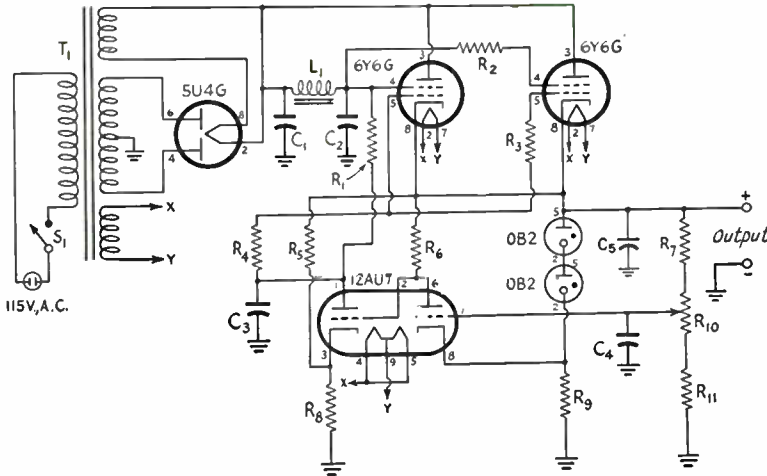 T1
5U4G
6
8
4
2
L1
C1
C2
R1
6Y6G
3
4
5
8
2
7
X
Y
R2
R3
6Y6G
3
4
5
8
2
7
X
Y
X
Y
S1
115V, A.C.
R4
R5
R6
C3
12AU7
1
2
6
3
4
9
5
8
1
X
Y
R8
OB2
5
2
OB2
5
2
C5
R7
+
Output
-
R10
C4
R9
R11